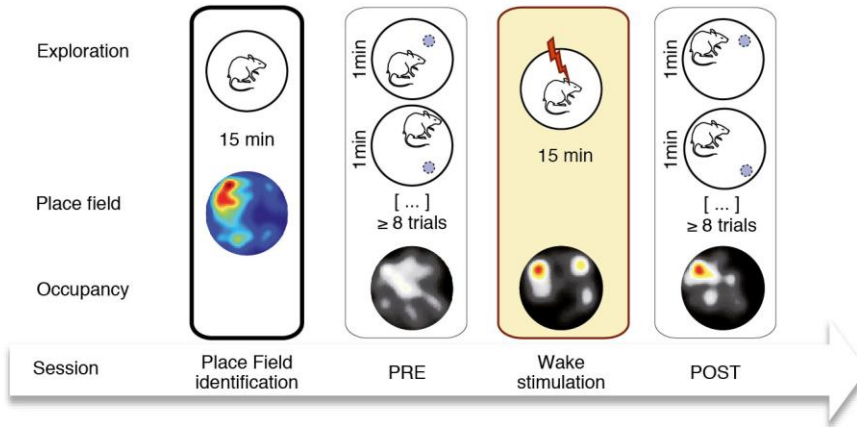 Exploration
15 min
1min
1min
[ ... ]
≥ 8 trials
15 min
1min
1min
[ ... ]
≥ 8 trials
Place field
Occupancy
Session
Place Field
identification
PRE
Wake
stimulation
POST